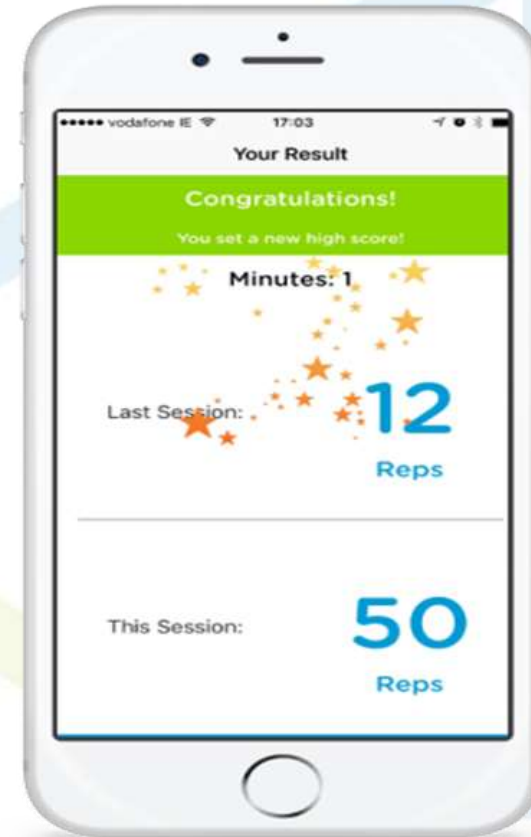 vodafone IE 17:03
Your Result
Congratulations!
You set a new high score!
Minutes: 1
Last Session: 12
Reps
This Session: 50
Reps